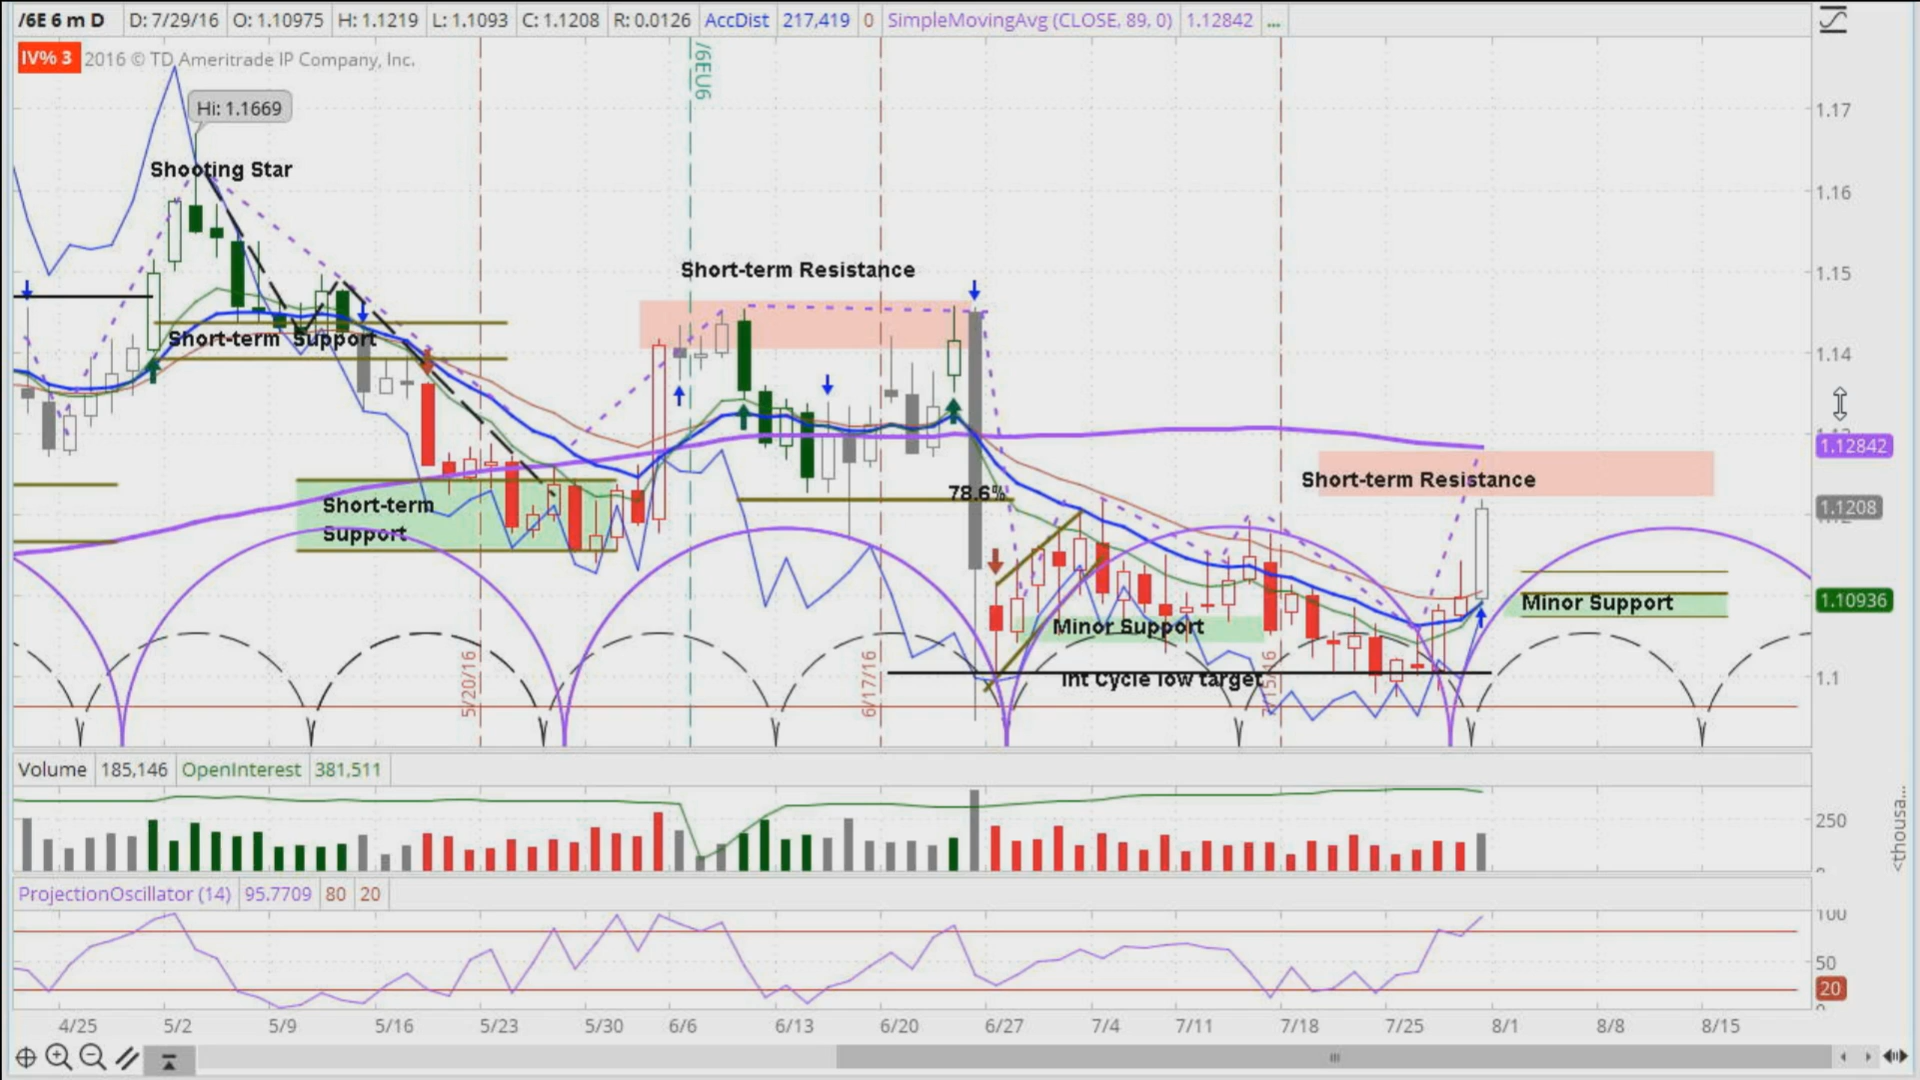 /6E 6 m D D: 7/29/16 O: 1.10975 H: 1.1219 L: 1.1093 C: 1.1208 R: 0.0126 AccDist 217,419 0 SimpleMovingAvg (CLOSE, 89, 0) 1.12842 ...
IV% 3 2016 © TD Ameritrade IP Company, Inc.
/6EU6
Hi: 1.1669
1.17
Shooting Star
1.16
Short-term Resistance
1.15
Short-term Support
1.14
1.12842
Short-term Resistance
78.6%
Short-term
Support
1.1208
1.12
1.10936
Minor Support
Minor Support
Int Cycle low target
1.1
5/20/16
6/17/16
7/15/16
Volume 185,146 OpenInterest 381,511
250
<thousa...
ProjectionOscillator (14) 95.7709 80 20
100
50
20
4/25 5/2 5/9 5/16 5/23 5/30 6/6 6/13 6/20 6/27 7/4 7/11 7/18 7/25 8/1 8/8 8/15